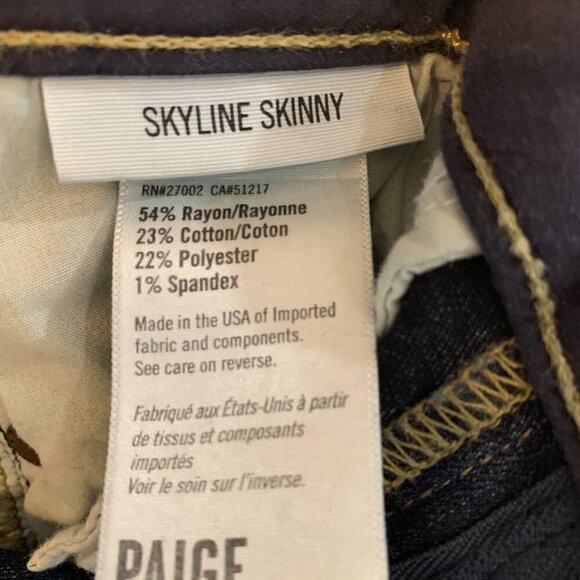 SKYLINE SKINNY
RN#27002 CA#51217
54% Rayon/Rayonne
23% Cotton/Coton
22% Polyester
1% Spandex
Made in the USA of Imported
fabric and components.
See care on reverse.
Fabriqué aux États-Unis à partir
de tissus et composants
importés
Voir le soin sur l'inverse.
PAIGE